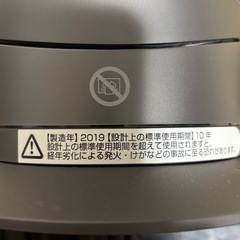 【製造年】2019【設計上の標準使用期間】10年
設計上の標準使用期間を超えて使用されますと、
経年劣化による発火・けがなどの事故に至る恐れがあります。